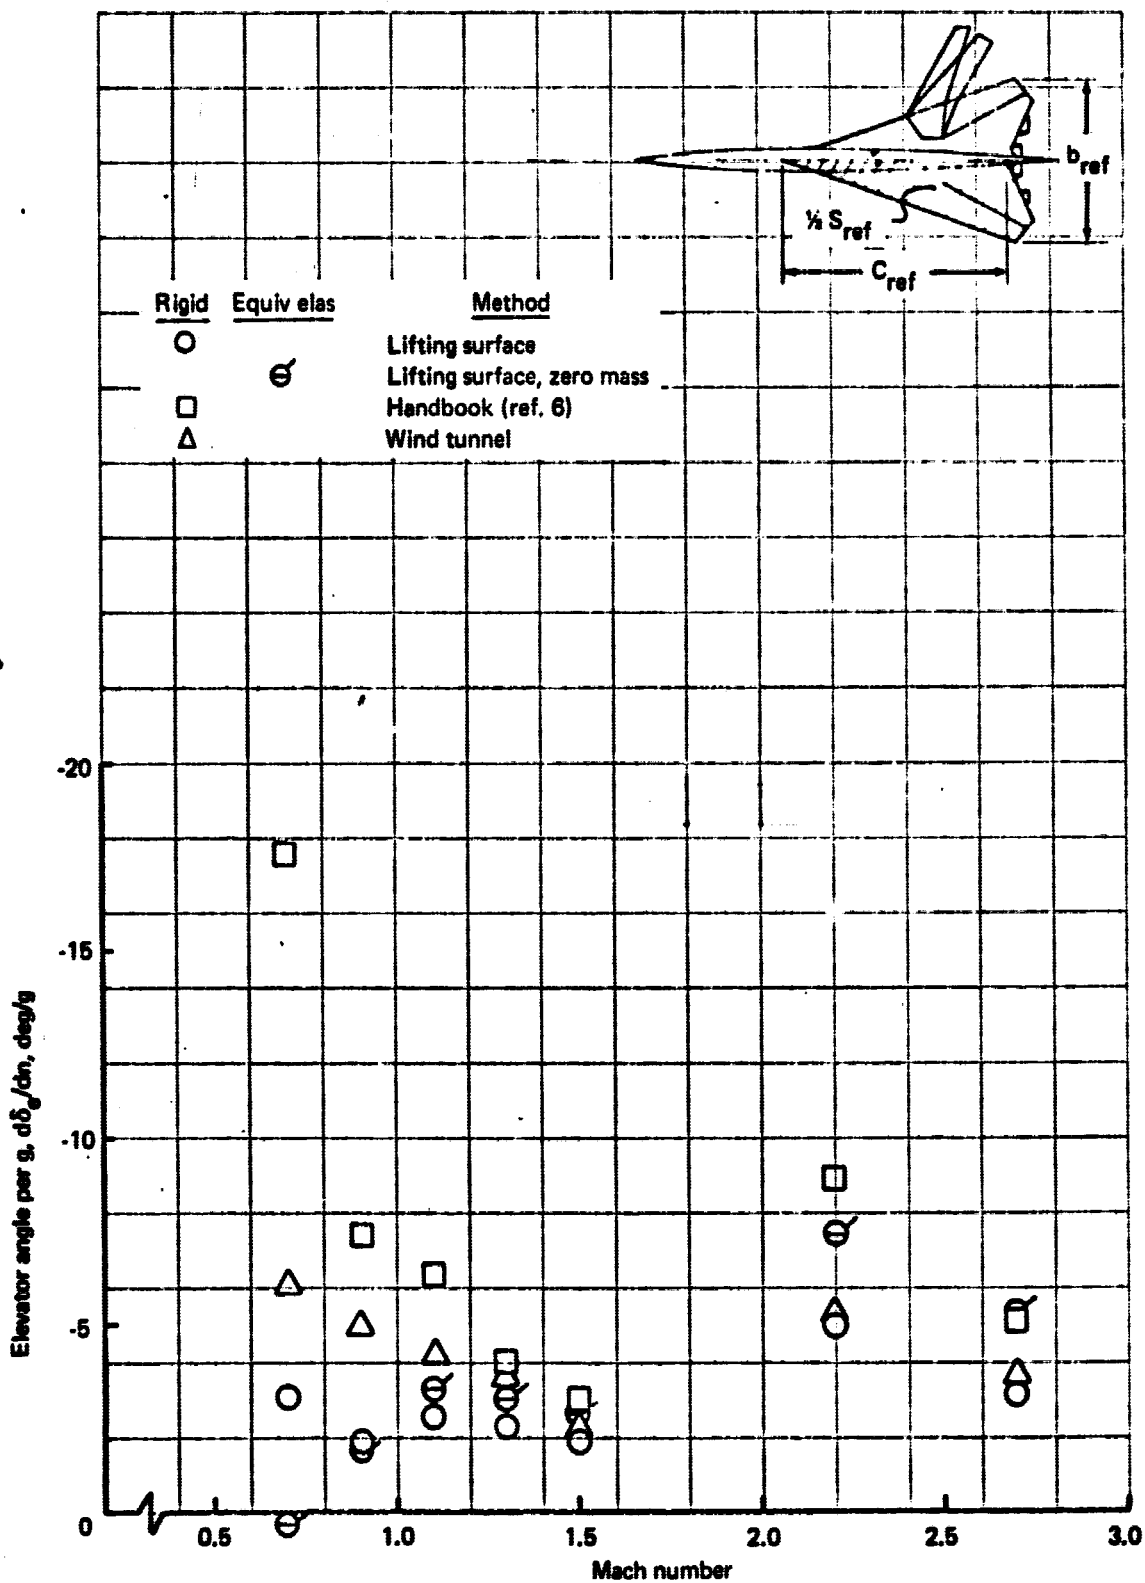 b_ref
½ S_ref
C_ref
Rigid Equiv elas Method
Lifting surface
Lifting surface, zero mass
Handbook (ref. 6)
Wind tunnel
-20
-15
-10
-5
0
Elevator angle per g, dδ_e/dn, deg/g
0.5 1.0 1.5 2.0 2.5 3.0
Mach number